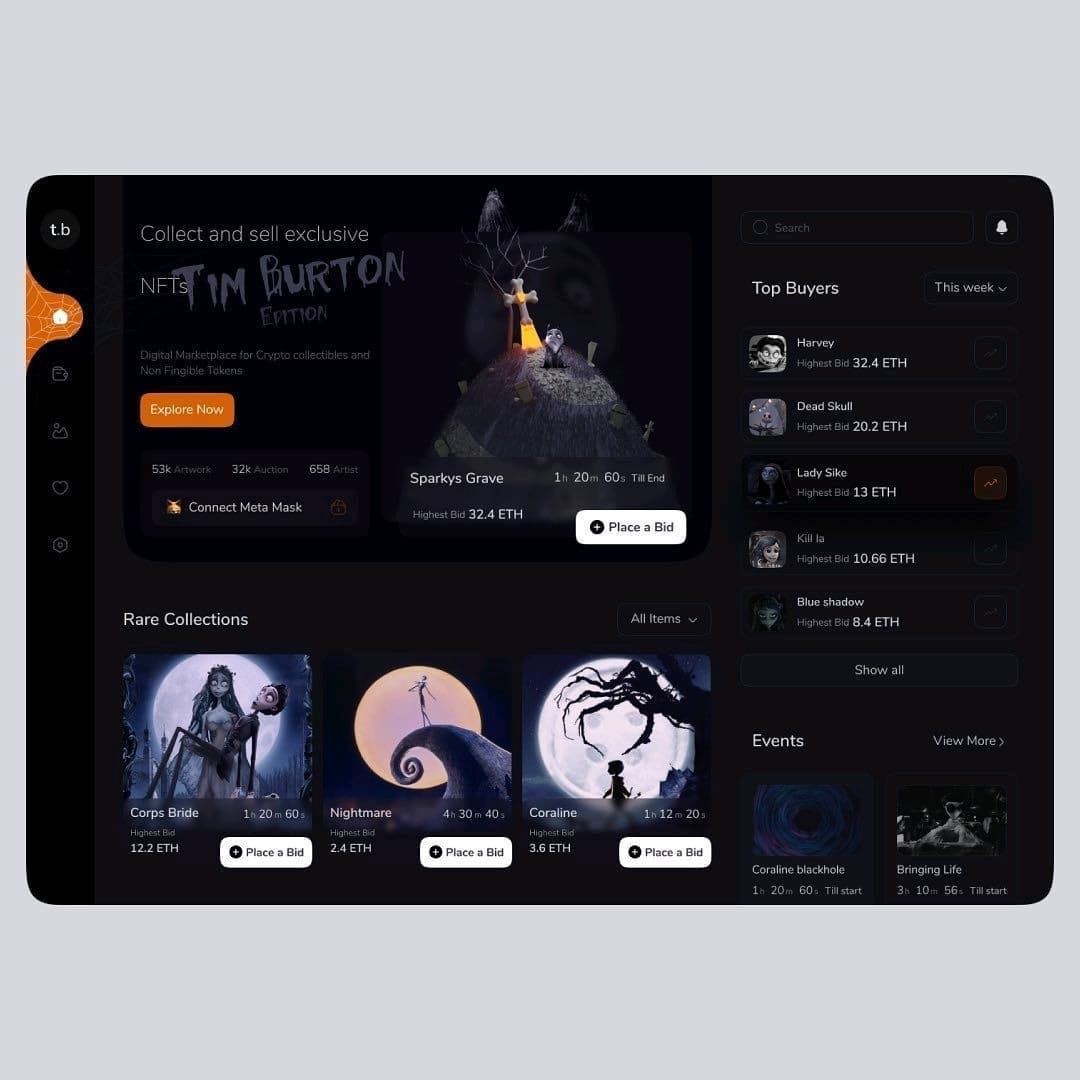 t.b
Collect and sell exclusive
NFTs
TIM BURTON
EDITION
Digital Marketplace for Crypto collectibles and
Non Fingible Tokens
Explore Now
53k Artwork 32k Auction 658 Artist
Connect Meta Mask
Sparkys Grave 1h 20m 60s Till End
Highest Bid 32.4 ETH
Place a Bid
Rare Collections
All Items
Corps Bride 1h 20m 60s
Highest Bid
12.2 ETH
Place a Bid
Nightmare 4h 30m 40s
Highest Bid
2.4 ETH
Place a Bid
Coraline 1h 12m 20s
Highest Bid
3.6 ETH
Place a Bid
Search
Top Buyers
This week
Harvey
Highest Bid 32.4 ETH
Dead Skull
Highest Bid 20.2 ETH
Lady Sike
Highest Bid 13 ETH
Kill la
Highest Bid 10.66 ETH
Blue shadow
Highest Bid 8.4 ETH
Show all
Events
View More
Coraline blackhole
1h 20m 60s Till start
Bringing Life
3h 10m 56s Till start